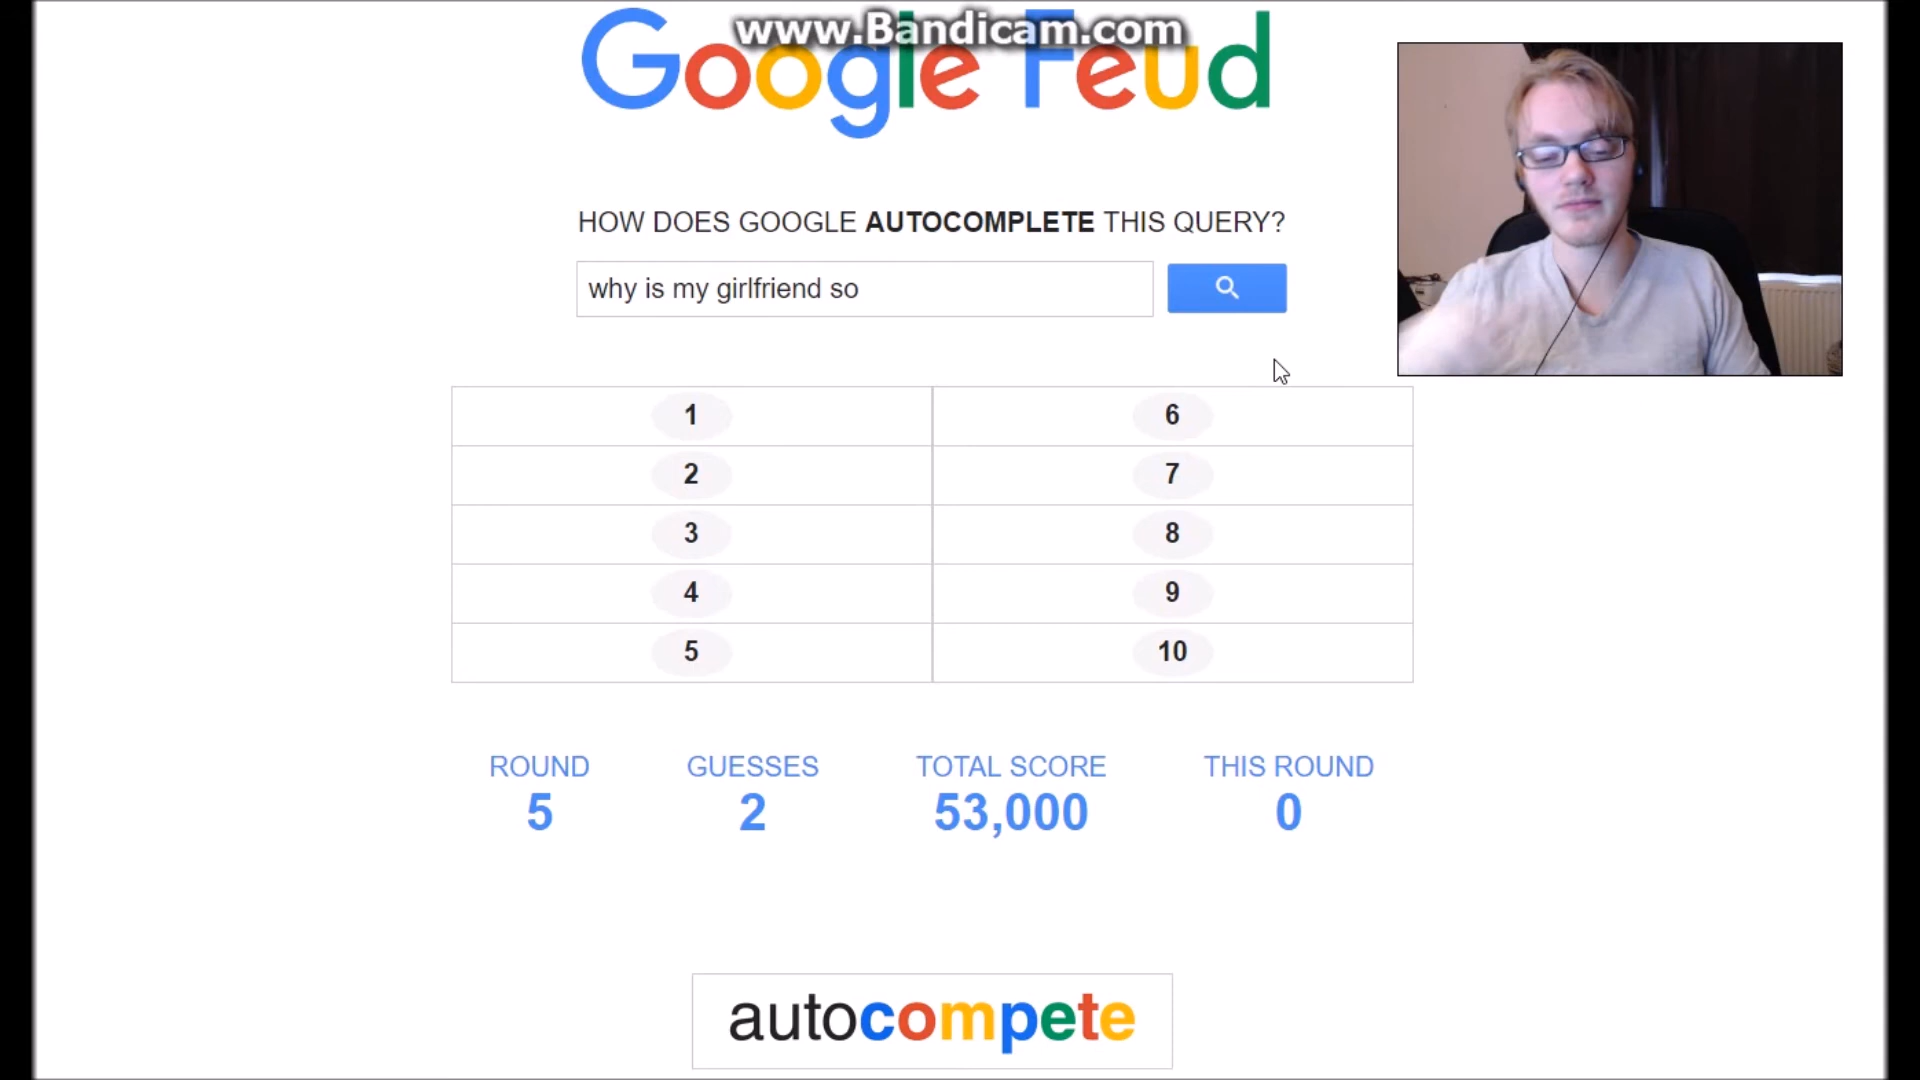 www.Bandicam.com
Google Feud
HOW DOES GOOGLE AUTOCOMPLETE THIS QUERY?
why is my girlfriend so
1 6
2 7
3 8
4 9
5 10
ROUND GUESSES TOTAL SCORE THIS ROUND
5 2 53,000 0
autocompete